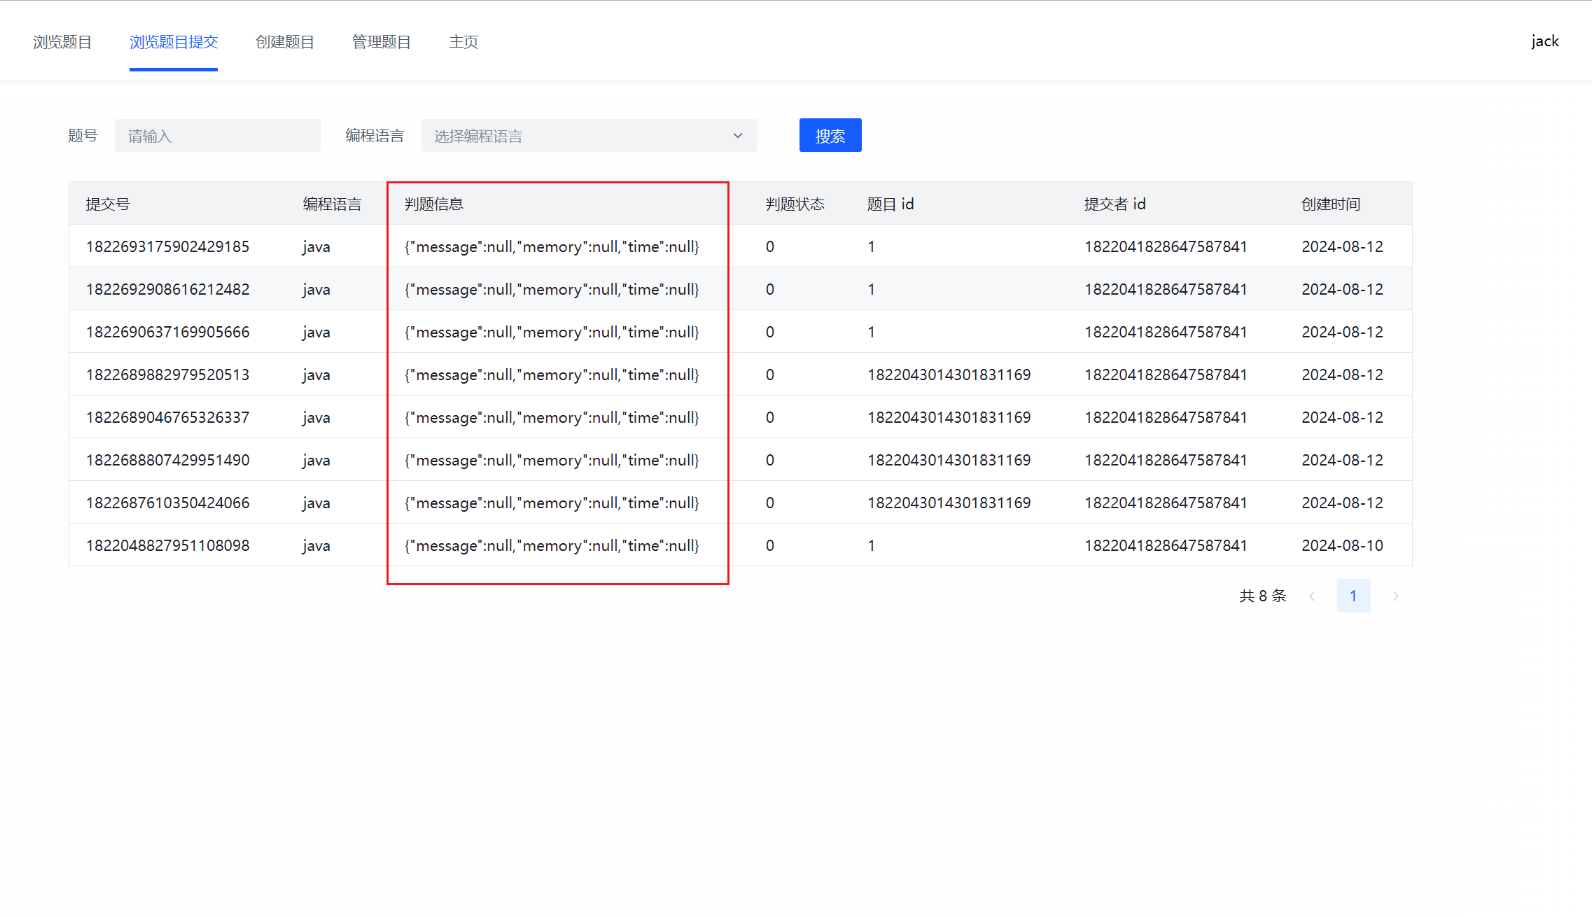 浏览题目 浏览题目提交 创建题目 管理题目 主页 jack
题号 请输入 编程语言 选择编程语言 搜索
提交号 编程语言 判题信息 判题状态 题目 id 提交者 id 创建时间
1822693175902429185 java {"message":null,"memory":null,"time":null} 0 1 1822041828647587841 2024-08-12
1822692908616212482 java {"message":null,"memory":null,"time":null} 0 1 1822041828647587841 2024-08-12
1822690637169905666 java {"message":null,"memory":null,"time":null} 0 1 1822041828647587841 2024-08-12
1822689882979520513 java {"message":null,"memory":null,"time":null} 0 1822043014301831169 1822041828647587841 2024-08-12
1822689046765326337 java {"message":null,"memory":null,"time":null} 0 1822043014301831169 1822041828647587841 2024-08-12
1822688807429951490 java {"message":null,"memory":null,"time":null} 0 1822043014301831169 1822041828647587841 2024-08-12
1822687610350424066 java {"message":null,"memory":null,"time":null} 0 1822043014301831169 1822041828647587841 2024-08-12
1822048827951108098 java {"message":null,"memory":null,"time":null} 0 1 1822041828647587841 2024-08-10
共 8 条 1